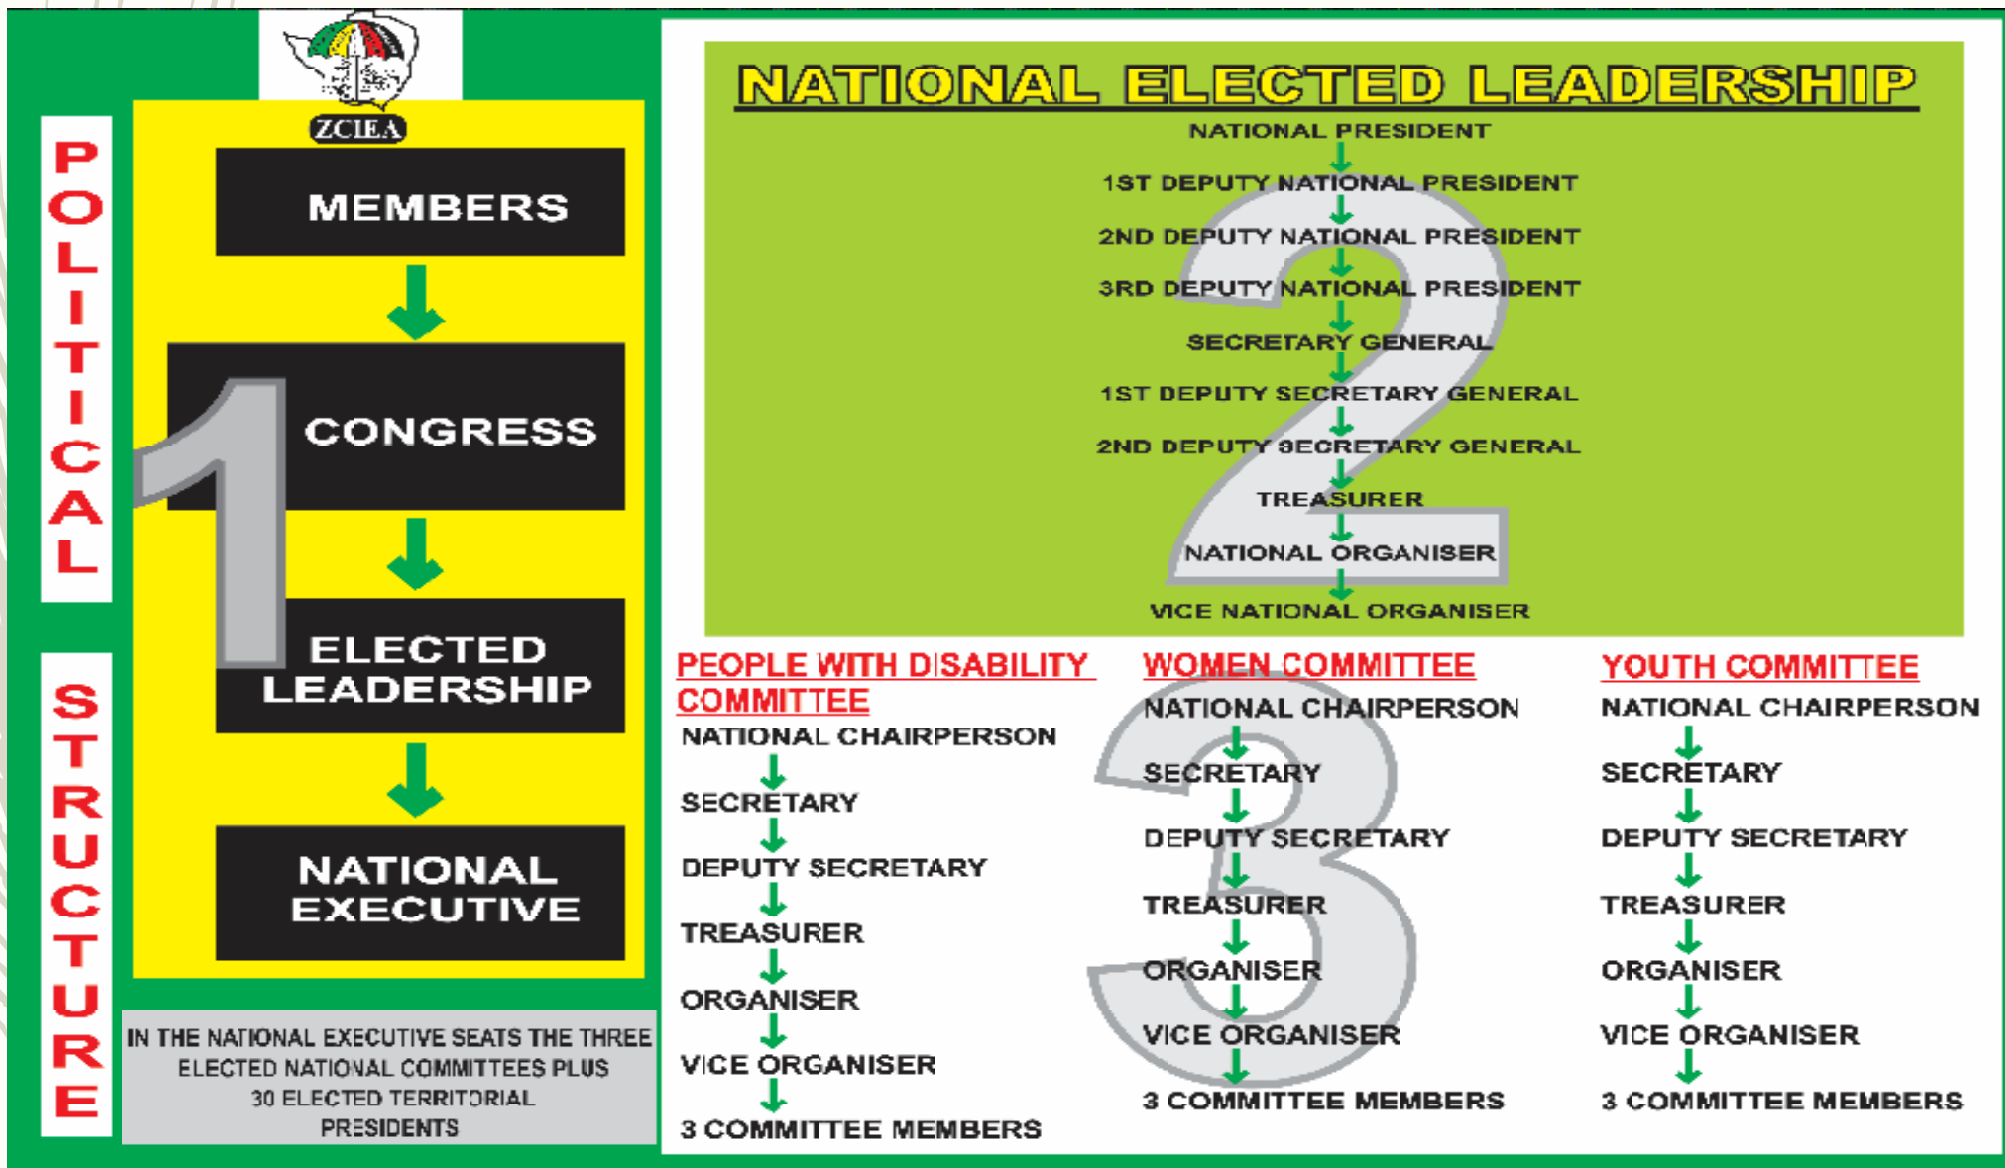 POLITICAL
STRUCTURE
ZCIEA
MEMBERS
CONGRESS
ELECTED
LEADERSHIP
NATIONAL
EXECUTIVE
1
IN THE NATIONAL EXECUTIVE SEATS THE THREE
ELECTED NATIONAL COMMITTEES PLUS
30 ELECTED TERRITORIAL
PRESIDENTS
NATIONAL ELECTED LEADERSHIP
NATIONAL PRESIDENT
1ST DEPUTY NATIONAL PRESIDENT
2ND DEPUTY NATIONAL PRESIDENT
3RD DEPUTY NATIONAL PRESIDENT
SECRETARY GENERAL
1ST DEPUTY SECRETARY GENERAL
2ND DEPUTY SECRETARY GENERAL
TREASURER
NATIONAL ORGANISER
VICE NATIONAL ORGANISER
2
PEOPLE WITH DISABILITY
COMMITTEE
NATIONAL CHAIRPERSON
SECRETARY
DEPUTY SECRETARY
TREASURER
ORGANISER
VICE ORGANISER
3 COMMITTEE MEMBERS
WOMEN COMMITTEE
NATIONAL CHAIRPERSON
SECRETARY
DEPUTY SECRETARY
TREASURER
ORGANISER
VICE ORGANISER
3 COMMITTEE MEMBERS
3
YOUTH COMMITTEE
NATIONAL CHAIRPERSON
SECRETARY
DEPUTY SECRETARY
TREASURER
ORGANISER
VICE ORGANISER
3 COMMITTEE MEMBERS